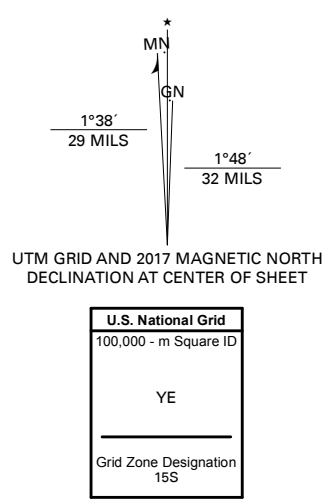 MN
GN
1°38´
29 MILS
1°48´
32 MILS
UTM GRID AND 2017 MAGNETIC NORTH
DECLINATION AT CENTER OF SHEET
U.S. National Grid
100,000 - m Square ID
YE
Grid Zone Designation
15S